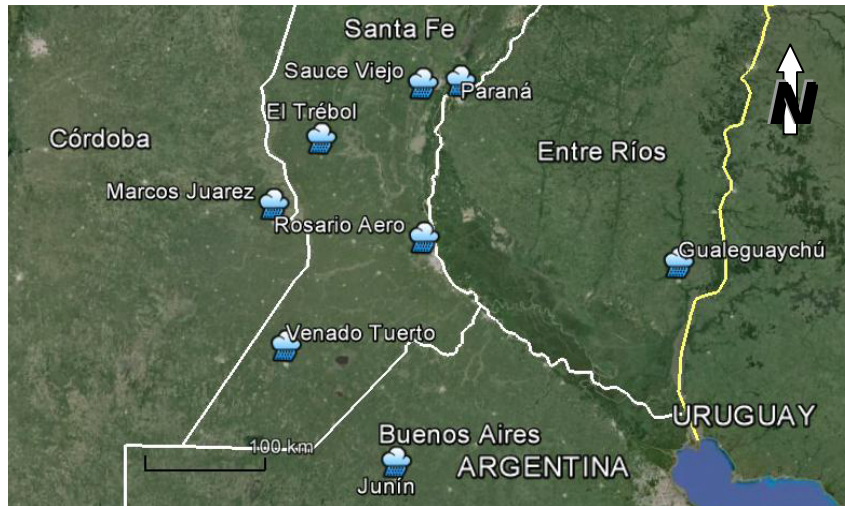 Santa Fe
Sauce Viejo
Paraná
El Trébol
Córdoba
Entre Ríos
N
Marcos Juarez
Rosario Aero
Gualeguaychú
Venado Tuerto
URUGUAY
Buenos Aires
100 km
ARGENTINA
Junín